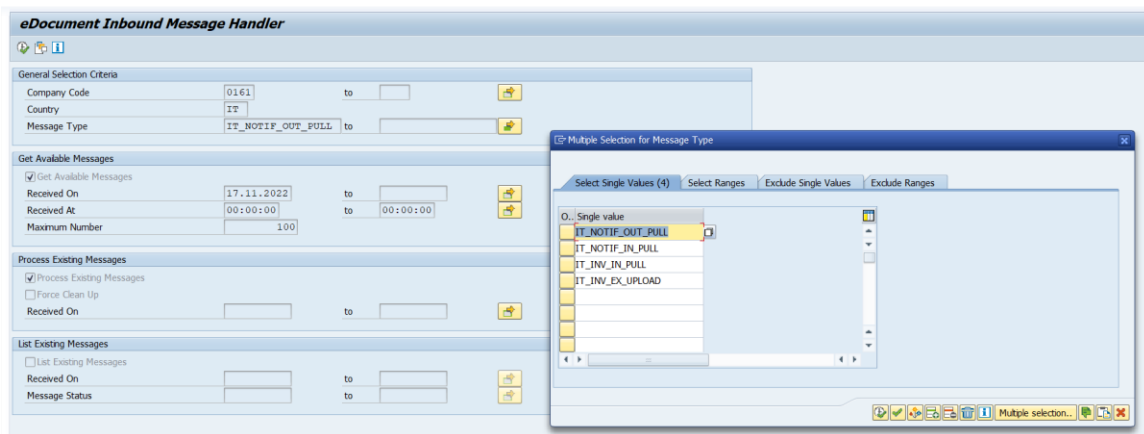 eDocument Inbound Message Handler
General Selection Criteria
Company Code 0161 to
Country IT
Message Type IT_NOTIF_OUT_PULL to
Get Available Messages
Get Available Messages
Received On 17.11.2022 to
Received At 00:00:00 to 00:00:00
Maximum Number 100
Process Existing Messages
Process Existing Messages
Force Clean Up
Received On to
List Existing Messages
List Existing Messages
Received On to
Message Status to
Multiple Selection for Message Type
Select Single Values (4) Select Ranges Exclude Single Values Exclude Ranges
O.. Single value
IT_NOTIF_OUT_PULL
IT_NOTIF_IN_PULL
IT_INV_IN_PULL
IT_INV_EX_UPLOAD
Multiple selection...